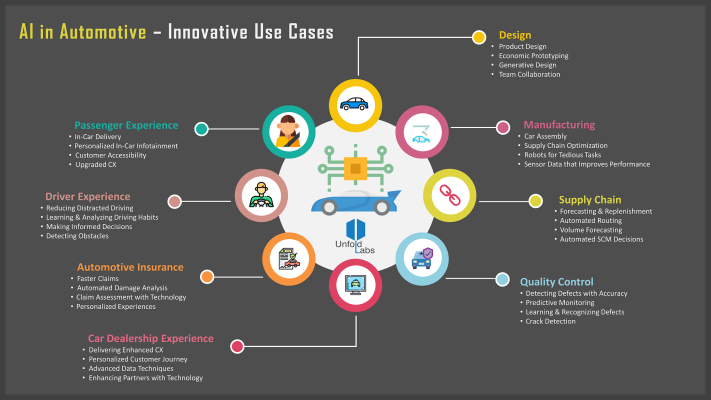 AI in Automotive – Innovative Use Cases
Design
• Product Design
• Economic Prototyping
• Generative Design
• Team Collaboration
Passenger Experience
• In-Car Delivery
• Personalized In-Car Infotainment
• Customer Accessibility
• Upgraded CX
Manufacturing
• Car Assembly
• Supply Chain Optimization
• Robots for Tedious Tasks
• Sensor Data that Improves Performance
Driver Experience
• Reducing Distracted Driving
• Learning & Analyzing Driving Habits
• Making Informed Decisions
• Detecting Obstacles
Supply Chain
• Forecasting & Replenishment
• Automated Routing
• Volume Forecasting
• Automated SCM Decisions
Unfold
Labs
Automotive Insurance
• Faster Claims
• Automated Damage Analysis
• Claim Assessment with Technology
• Personalized Experiences
Quality Control
• Detecting Defects with Accuracy
• Predictive Monitoring
• Learning & Recognizing Defects
• Crack Detection
Car Dealership Experience
• Delivering Enhanced CX
• Personalized Customer Journey
• Advanced Data Techniques
• Enhancing Partners with Technology